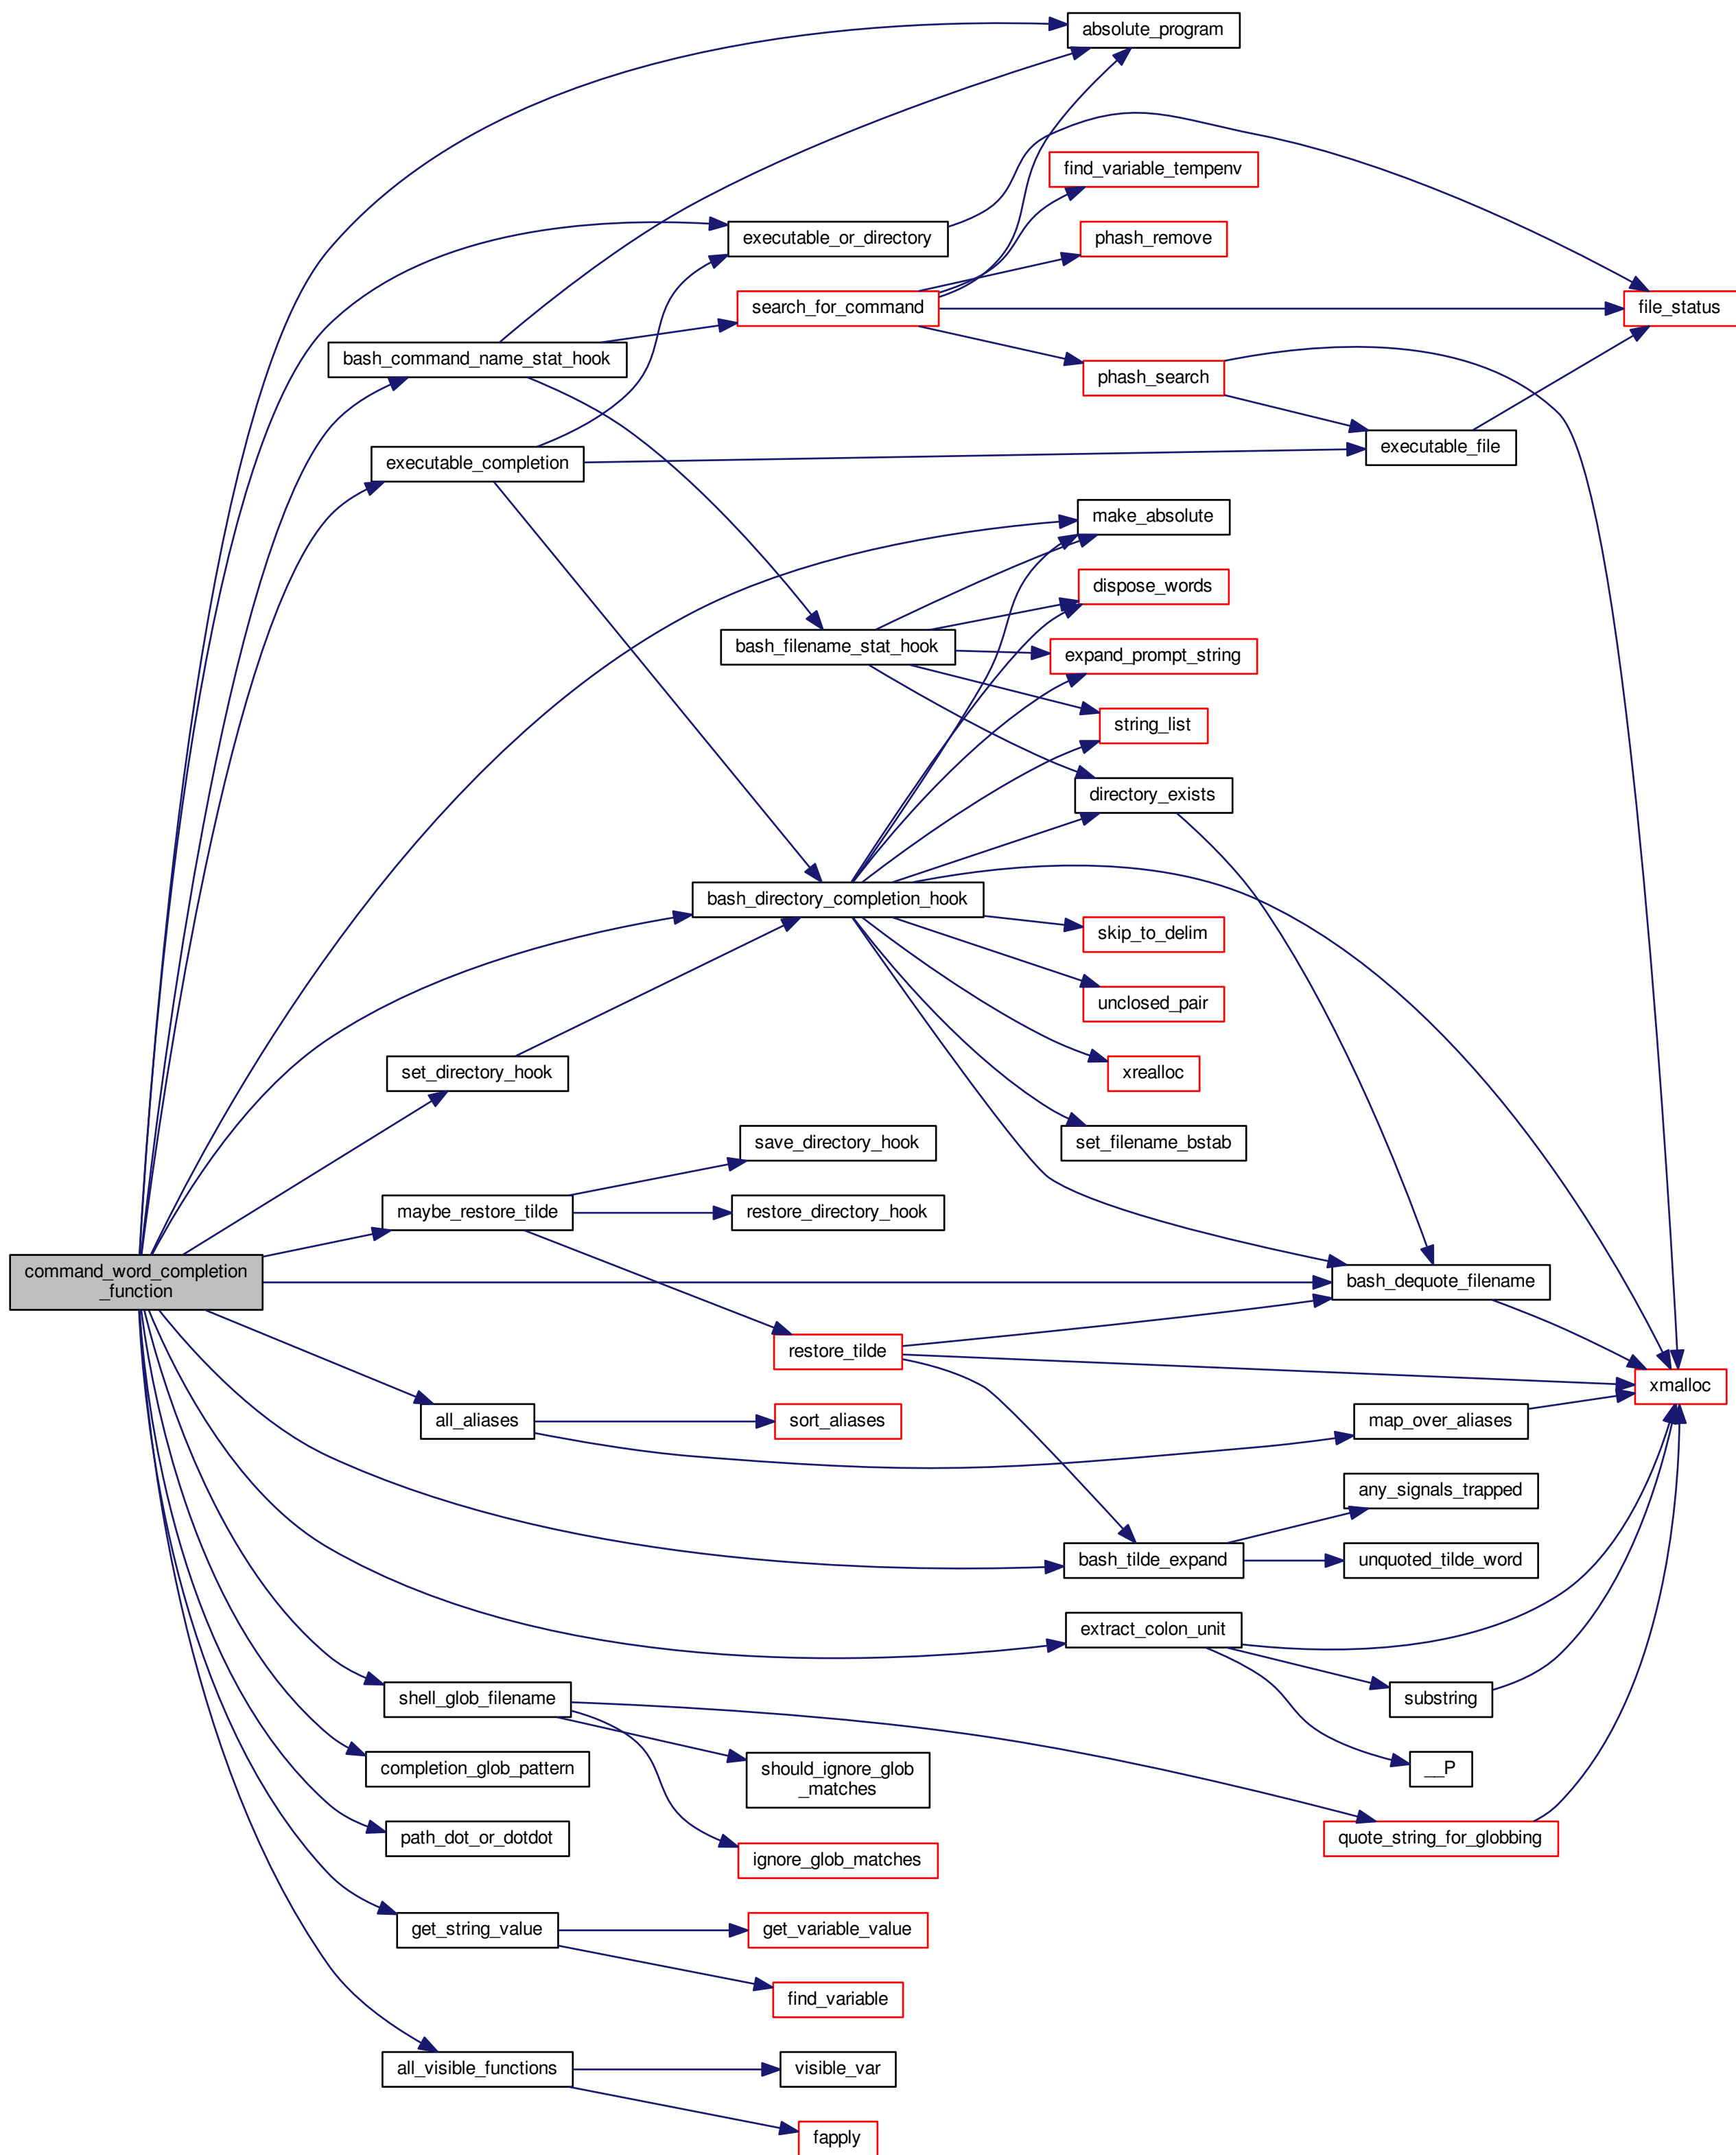 absolute_program
find_variable_tempenv
executable_or_directory
phash_remove
search_for_command
file_status
bash_command_name_stat_hook
phash_search
executable_completion
executable_file
make_absolute
dispose_words
bash_filename_stat_hook
expand_prompt_string
string_list
directory_exists
bash_directory_completion_hook
skip_to_delim
unclosed_pair
set_directory_hook
xrealloc
save_directory_hook
set_filename_bstab
maybe_restore_tilde
restore_directory_hook
command_word_completion
_function
bash_dequote_filename
restore_tilde
xmalloc
all_aliases
sort_aliases
map_over_aliases
any_signals_trapped
bash_tilde_expand
unquoted_tilde_word
extract_colon_unit
shell_glob_filename
substring
completion_glob_pattern
should_ignore_glob
_matches
__P
path_dot_or_dotdot
quote_string_for_globbing
ignore_glob_matches
get_string_value
get_variable_value
find_variable
all_visible_functions
visible_var
fapply